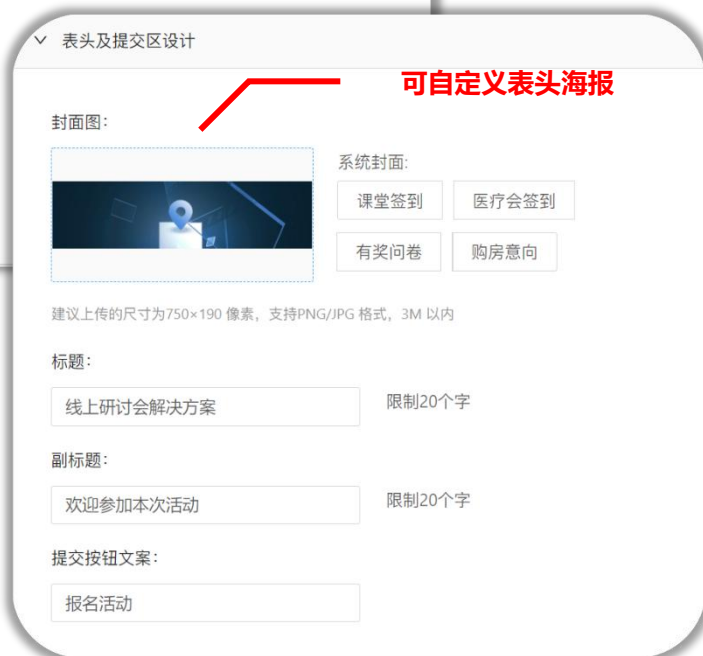 表头及提交区设计
可自定义表头海报
封面图：
系统封面：
课堂签到 医疗会签到
有奖问卷 购房意向
建议上传的尺寸为750×190 像素，支持PNG/JPG 格式，3M 以内
标题：
线上研讨会解决方案 限制20个字
副标题：
欢迎参加本次活动 限制20个字
提交按钮文案：
报名活动